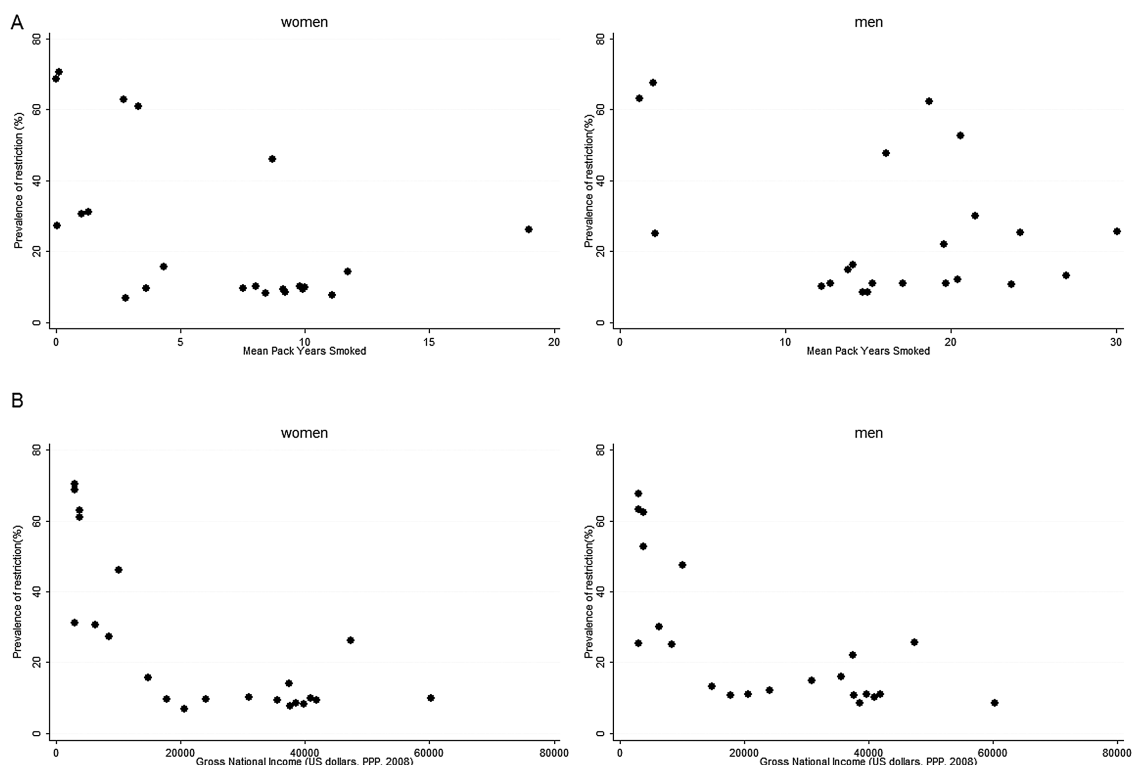 A
women
men
Prevalence of restriction (%)
80
60
40
20
0
0 5 10 15 20
Mean Pack Years Smoked
Prevalence of restriction(%)
80
60
40
20
0
0 10 20 30
Mean Pack Years Smoked
B
women
men
Prevalence of restriction(%)
80
60
40
20
0
0 20000 40000 60000 80000
Gross National Income (US dollars, PPP, 2008)
Prevalence of restriction(%)
80
60
40
20
0
0 20000 40000 60000 80000
Gross National Income (US dollars, PPP, 2008)